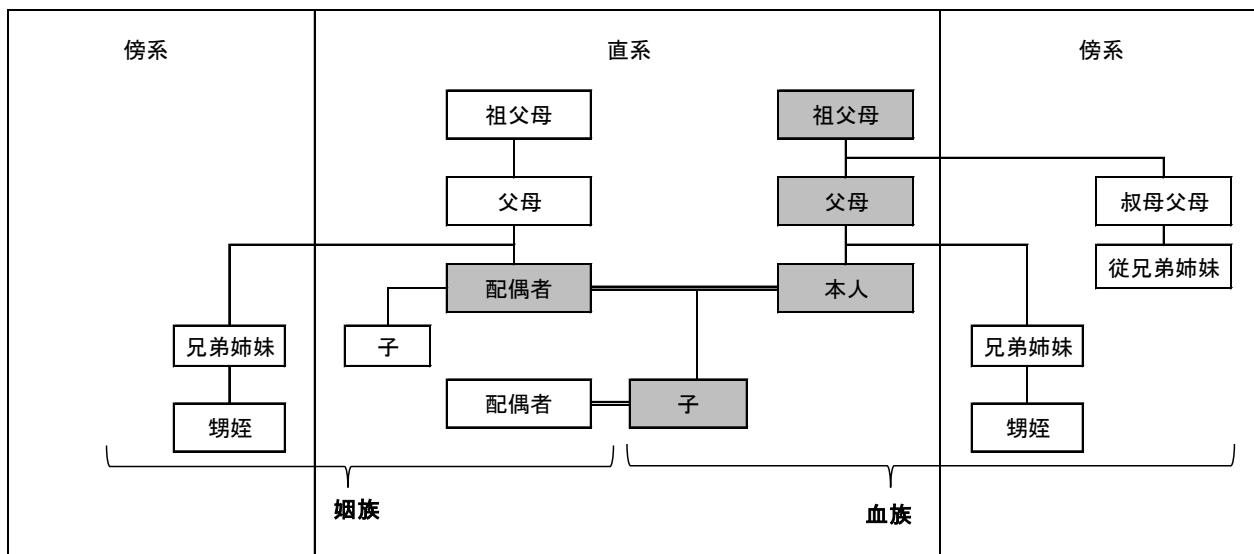 傍系
直系
傍系
祖父母
祖父母
父母
父母
叔母父母
従兄弟姉妹
配偶者
本人
兄弟姉妹
子
兄弟姉妹
配偶者
子
甥姪
甥姪
姻族
血族